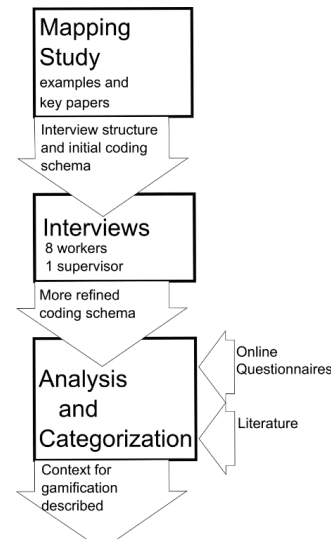 Mapping
Study
examples and
key papers
Interview structure
and initial coding
schema
Interviews
8 workers
1 supervisor
More refined
coding schema
Analysis
and
Categorization
Online
Questionnaires
Literature
Context for
gamification
described